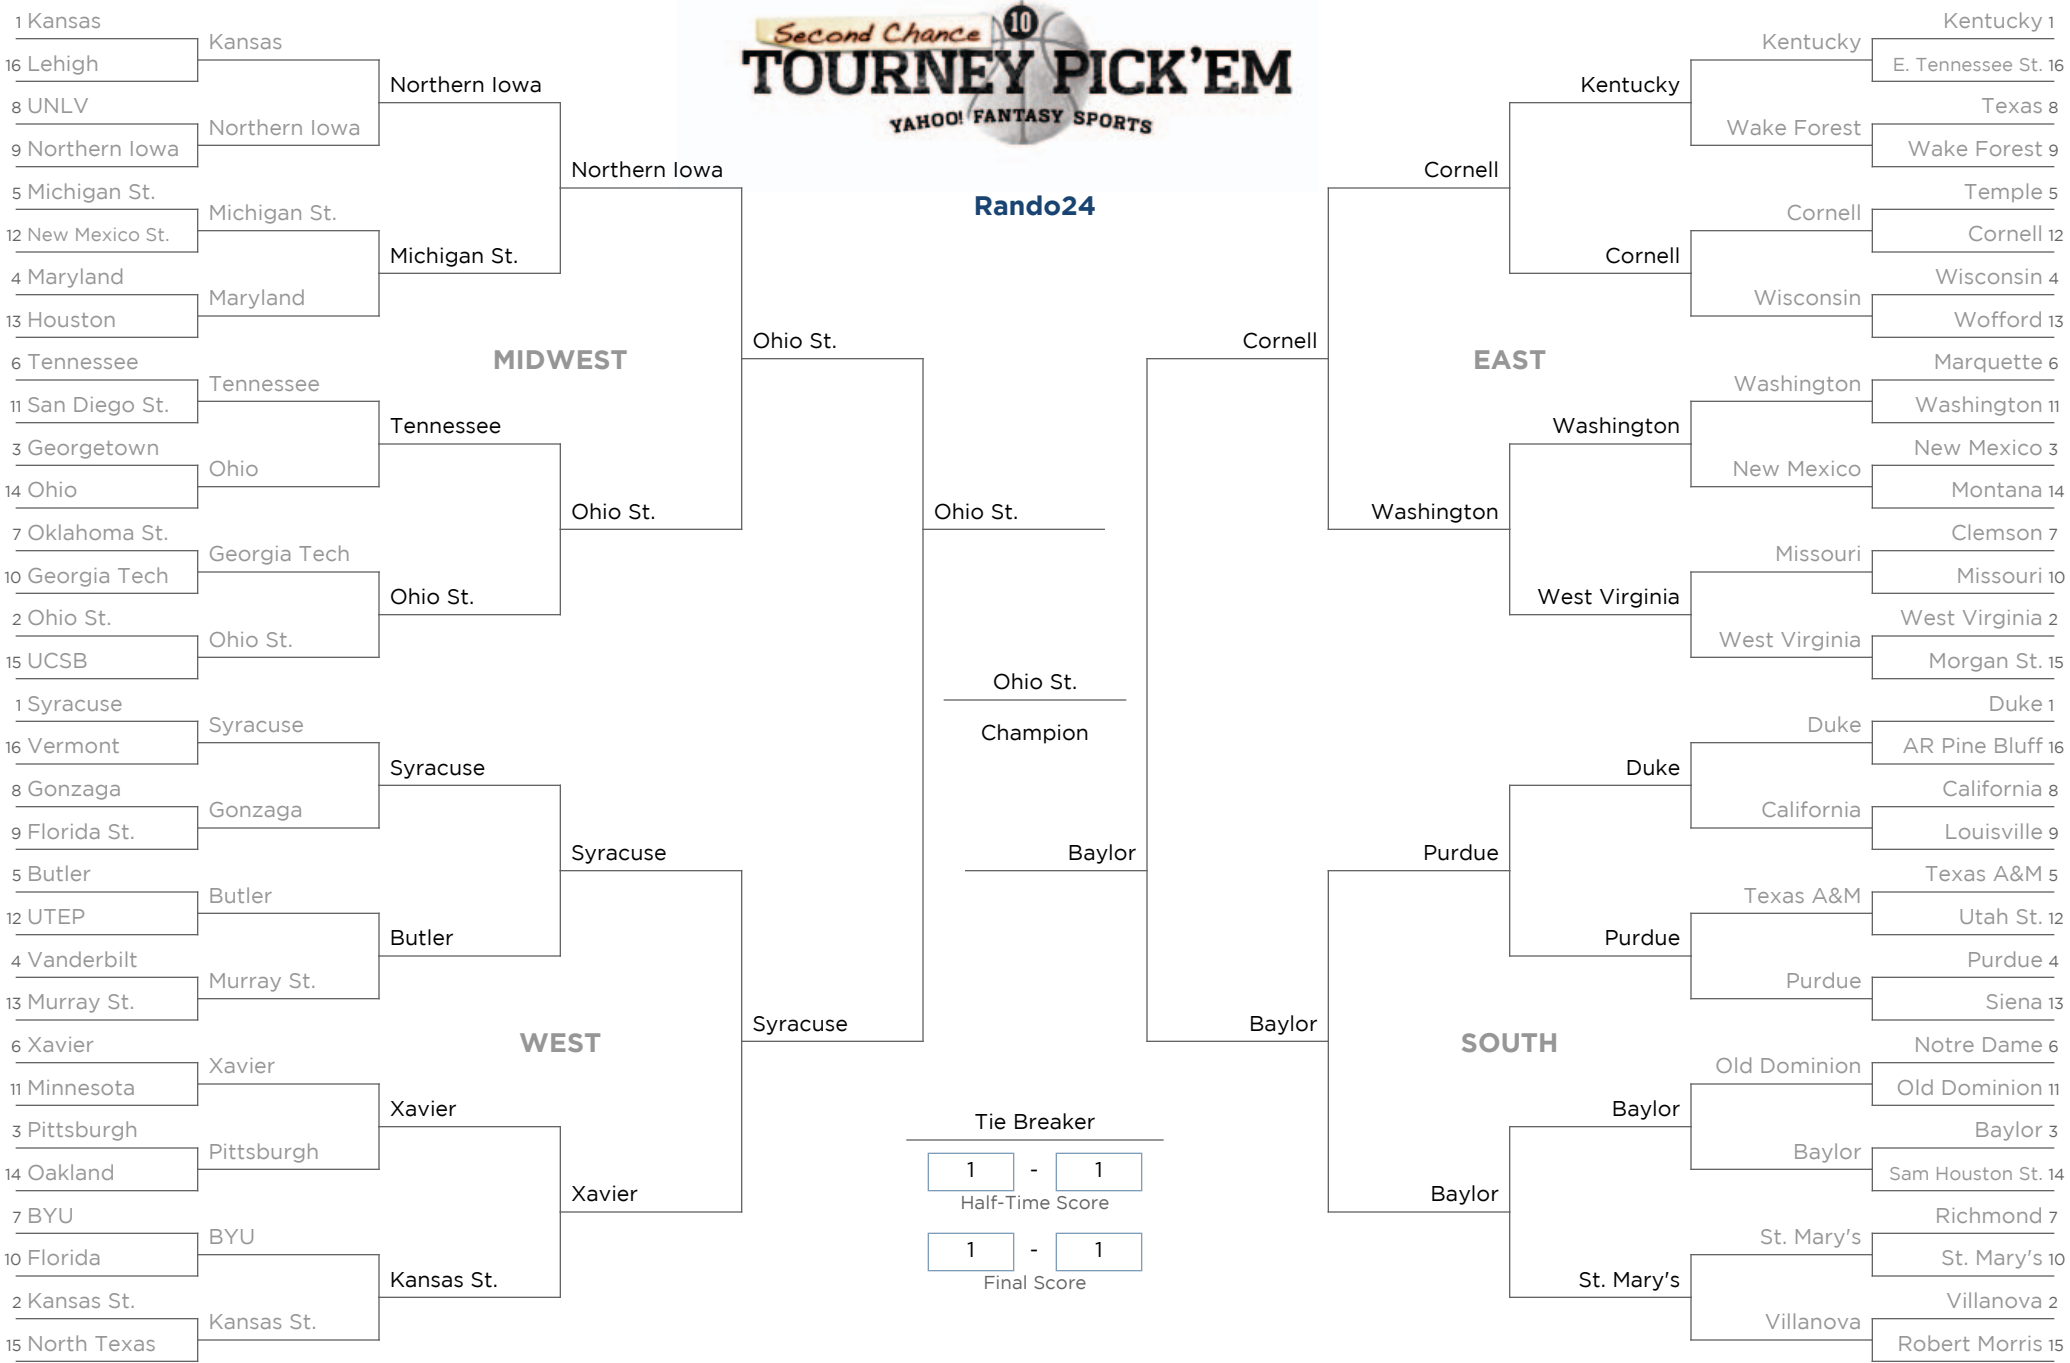 Second Chance
10
TOURNEY PICK'EM
YAHOO! FANTASY SPORTS
Rando24
1 Kansas
16 Lehigh
8 UNLV
9 Northern Iowa
5 Michigan St.
12 New Mexico St.
4 Maryland
13 Houston
6 Tennessee
11 San Diego St.
3 Georgetown
14 Ohio
7 Oklahoma St.
10 Georgia Tech
2 Ohio St.
15 UCSB
Kansas
Northern Iowa
Michigan St.
Maryland
Tennessee
Ohio
Georgia Tech
Ohio St.
Northern Iowa
Michigan St.
Tennessee
Ohio St.
Northern Iowa
Ohio St.
Ohio St.
MIDWEST
1 Syracuse
16 Vermont
8 Gonzaga
9 Florida St.
5 Butler
12 UTEP
4 Vanderbilt
13 Murray St.
6 Xavier
11 Minnesota
3 Pittsburgh
14 Oakland
7 BYU
10 Florida
2 Kansas St.
15 North Texas
Syracuse
Gonzaga
Butler
Murray St.
Xavier
Pittsburgh
BYU
Kansas St.
Syracuse
Butler
Xavier
Kansas St.
Syracuse
Xavier
Syracuse
WEST
Ohio St.
Ohio St.
Champion
Baylor
Tie Breaker
1 - 1
Half-Time Score
1 - 1
Final Score
Kentucky 1
E. Tennessee St. 16
Texas 8
Wake Forest 9
Temple 5
Cornell 12
Wisconsin 4
Wofford 13
Marquette 6
Washington 11
New Mexico 3
Montana 14
Clemson 7
Missouri 10
West Virginia 2
Morgan St. 15
Kentucky
Wake Forest
Cornell
Wisconsin
Washington
New Mexico
Missouri
West Virginia
Kentucky
Cornell
Washington
West Virginia
Cornell
Washington
Cornell
EAST
Duke 1
AR Pine Bluff 16
California 8
Louisville 9
Texas A&M 5
Utah St. 12
Purdue 4
Siena 13
Notre Dame 6
Old Dominion 11
Baylor 3
Sam Houston St. 14
Richmond 7
St. Mary's 10
Villanova 2
Robert Morris 15
Duke
California
Texas A&M
Purdue
Old Dominion
Baylor
St. Mary's
Villanova
Duke
Purdue
Baylor
St. Mary's
Purdue
Baylor
Baylor
SOUTH